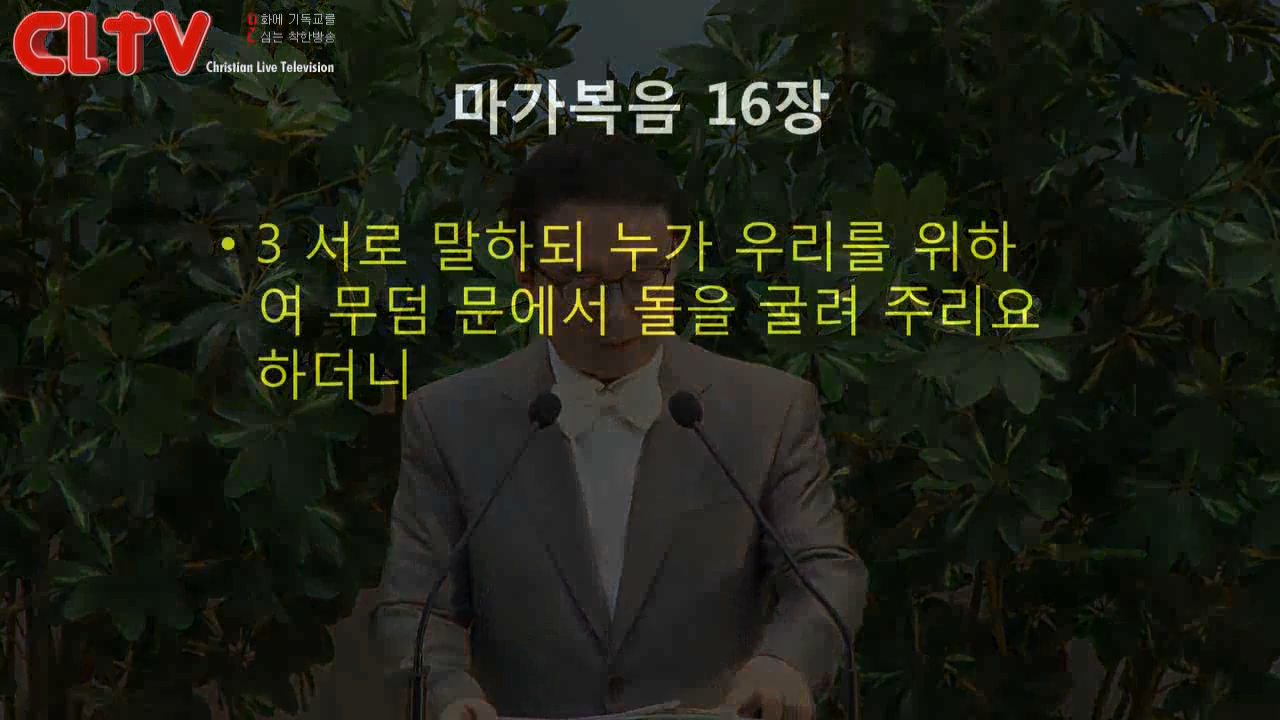 CLTV
화에 기독교를
심는 착한방송
Christian Live Television
마가복음 16장
• 3 서로 말하되 누가 우리를 위하
여 무덤 문에서 돌을 굴려 주리요
하더니